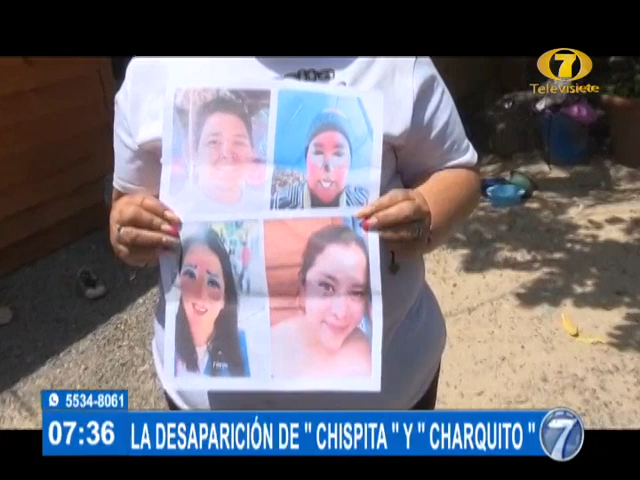 7
Televisiete
5534-8061
07:36
LA DESAPARICIÓN DE " CHISPITA " Y " CHARQUITO "
7